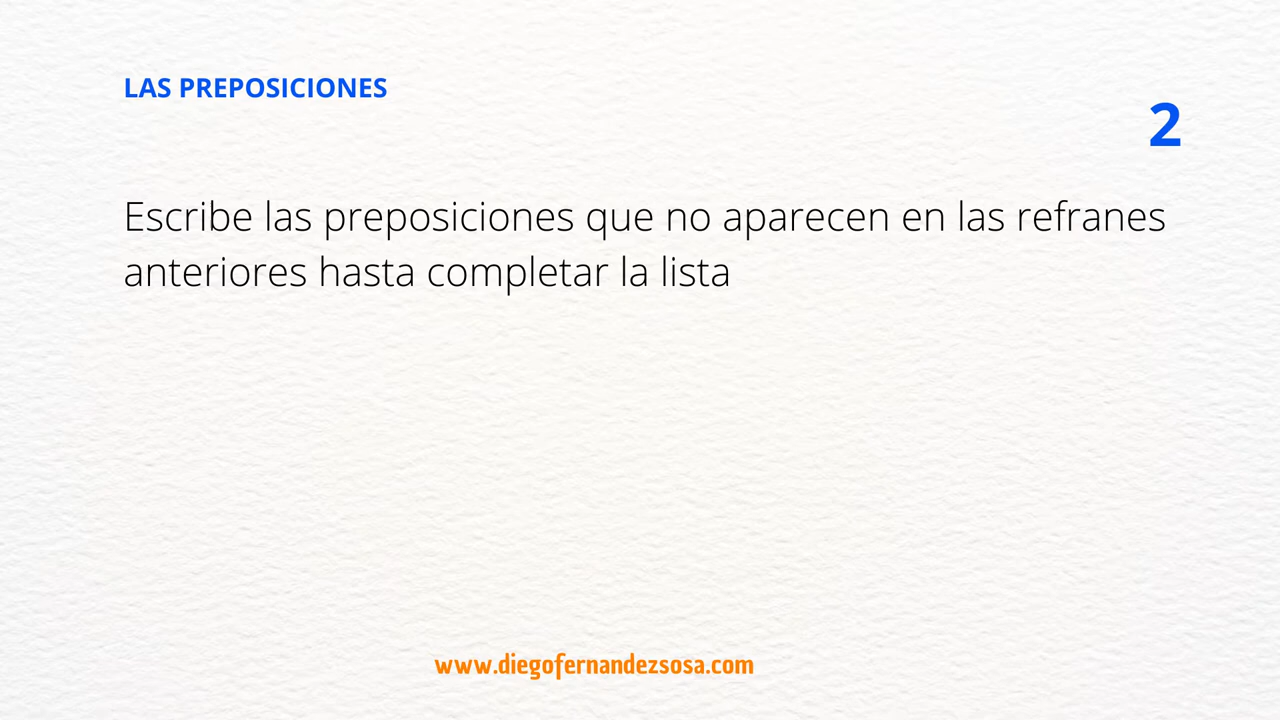 LAS PREPOSICIONES
2
Escribe las preposiciones que no aparecen en las refranes
anteriores hasta completar la lista
www.diegofernandezsosa.com